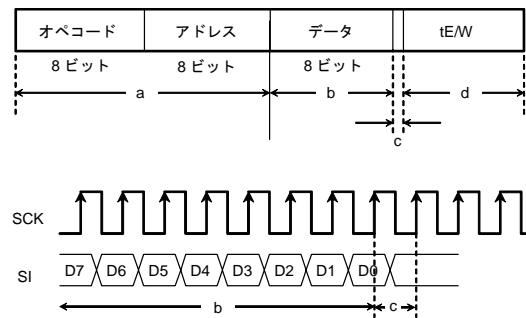 オペコード アドレス データ tE/W
8ビット 8ビット 8ビット
a b d
c
SCK
SI D7 D6 D5 D4 D3 D2 D1 D0
b c